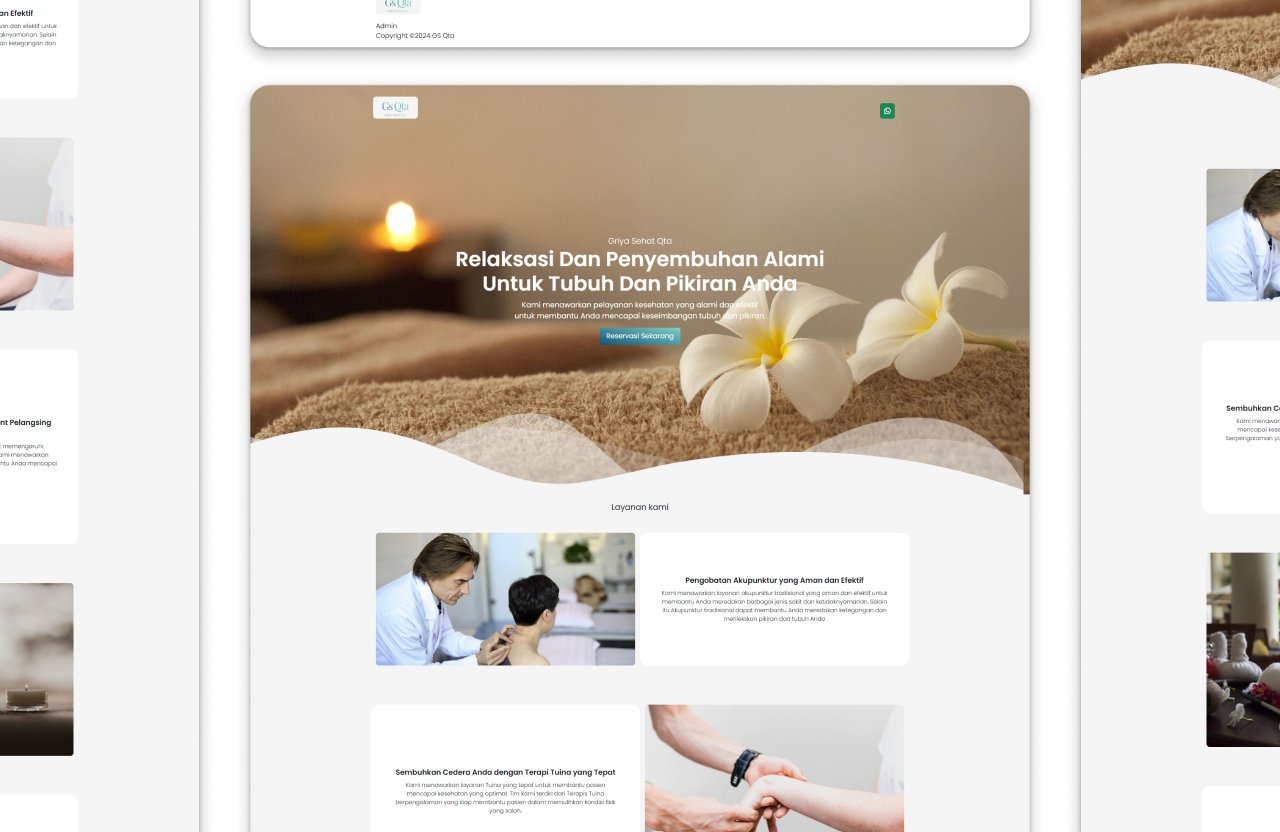 an Efektif
an dan efektif untuk
aknyamanan. Selain
an ketegangan dan
nt Pelangsing
t memengaruhi
ami menawarkan
ntu Anda mencapai
Gs Qta
Admin
Copyright ©2024 GS Qta
Gs Qta
Griya Sehat Qta
Relaksasi Dan Penyembuhan Alami
Untuk Tubuh Dan Pikiran Anda
Kami menawarkan pelayanan kesehatan yang alami dan efektif
untuk membantu Anda mencapai keseimbangan tubuh dan pikiran.
Reservasi Sekarang
Layanan kami
Pengobatan Akupunktur yang Aman dan Efektif
Kami menawarkan layanan akupunktur tradisional yang aman dan efektif untuk
membantu Anda meredakan berbagai jenis sakit dan ketidaknyamanan. Selain
itu Akupunktur tradisional dapat membantu Anda meredakan ketegangan dan
merileksikan pikiran dan tubuh Anda
Sembuhkan Cedera Anda dengan Terapi Tuina yang Tepat
Kami menawarkan layanan Tuina yang tepat untuk membantu pasien
mencapai kesehatan yang optimal. Tim kami terdiri dari Terapis Tuina
berpengalaman yang siap membantu pasien dalam memulihkan kondisi fisik
yang salah.
Sembuhkan Ce
Kami menawar
mencapai kese
berpengalaman ya